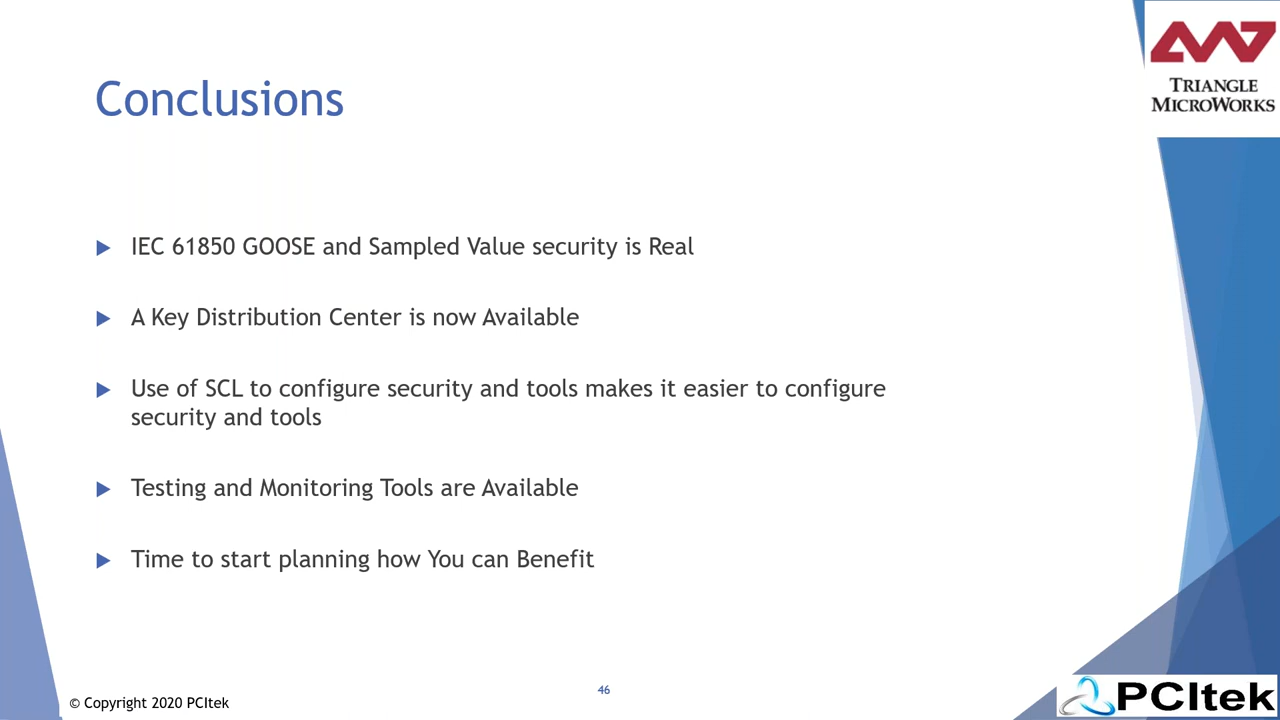 TRIANGLE
MICROWORKS
Conclusions
IEC 61850 GOOSE and Sampled Value security is Real
A Key Distribution Center is now Available
Use of SCL to configure security and tools makes it easier to configure
security and tools
Testing and Monitoring Tools are Available
Time to start planning how You can Benefit
46
© Copyright 2020 PCItek
PCItek